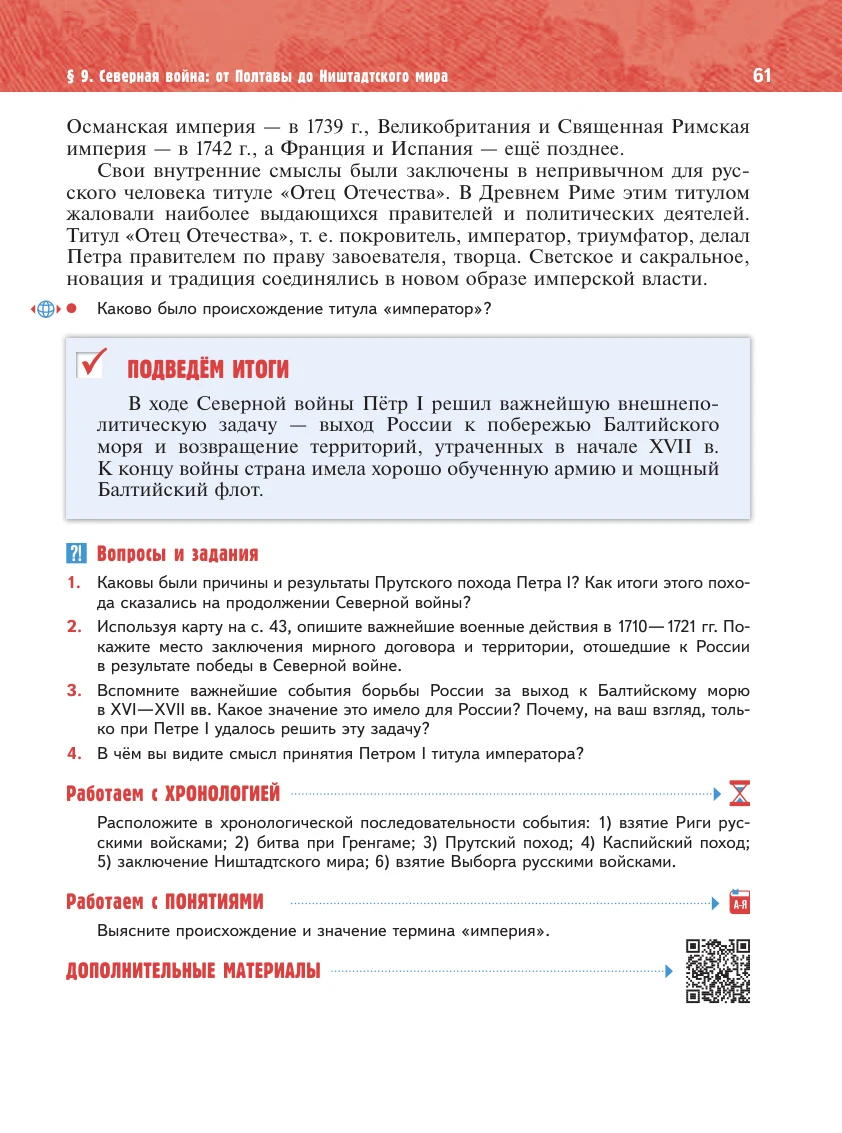 § 9. Северная война: от Полтавы до Ништадтского мира 61
Османская империя — в 1739 г., Великобритания и Священная Римская
империя — в 1742 г., а Франция и Испания — ещё позднее.
Свои внутренние смыслы были заключены в непривычном для рус-
ского человека титуле «Отец Отечества». В Древнем Риме этим титулом
жаловали наиболее выдающихся правителей и политических деятелей.
Титул «Отец Отечества», т. е. покровитель, император, триумфатор, делал
Петра правителем по праву завоевателя, творца. Светское и сакральное,
новация и традиция соединялись в новом образе имперской власти.
Каково было происхождение титула «император»?
ПОДВЕДЁМ ИТОГИ
В ходе Северной войны Пётр I решил важнейшую внешнепо-
литическую задачу — выход России к побережью Балтийского
моря и возвращение территорий, утраченных в начале XVII в.
К концу войны страна имела хорошо обученную армию и мощный
Балтийский флот.
?! Вопросы и задания
1. Каковы были причины и результаты Прутского похода Петра I? Как итоги этого похо-
да сказались на продолжении Северной войны?
2. Используя карту на с. 43, опишите важнейшие военные действия в 1710—1721 гг. По-
кажите место заключения мирного договора и территории, отошедшие к России
в результате победы в Северной войне.
3. Вспомните важнейшие события борьбы России за выход к Балтийскому морю
в XVI—XVII вв. Какое значение это имело для России? Почему, на ваш взгляд, толь-
ко при Петре I удалось решить эту задачу?
4. В чём вы видите смысл принятия Петром I титула императора?
Работаем с ХРОНОЛОГИЕЙ
Расположите в хронологической последовательности события: 1) взятие Риги рус-
скими войсками; 2) битва при Гренгаме; 3) Прутский поход; 4) Каспийский поход;
5) заключение Ништадтского мира; 6) взятие Выборга русскими войсками.
Работаем с ПОНЯТИЯМИ А-Я
Выясните происхождение и значение термина «империя».
ДОПОЛНИТЕЛЬНЫЕ МАТЕРИАЛЫ